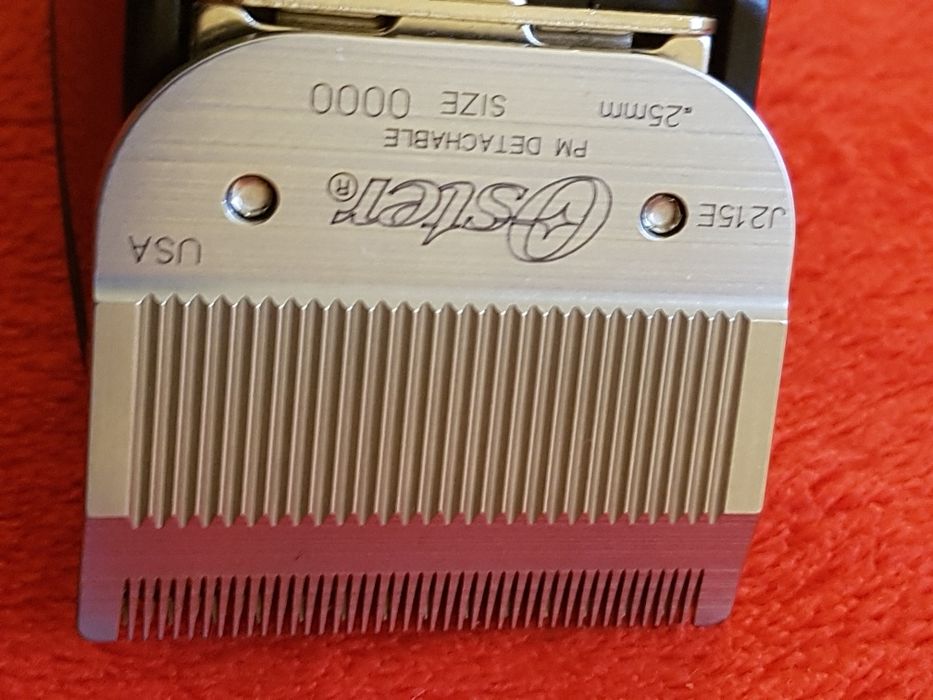 J215E Oster® USA
PM DETACHABLE
.25mm SIZE 0000